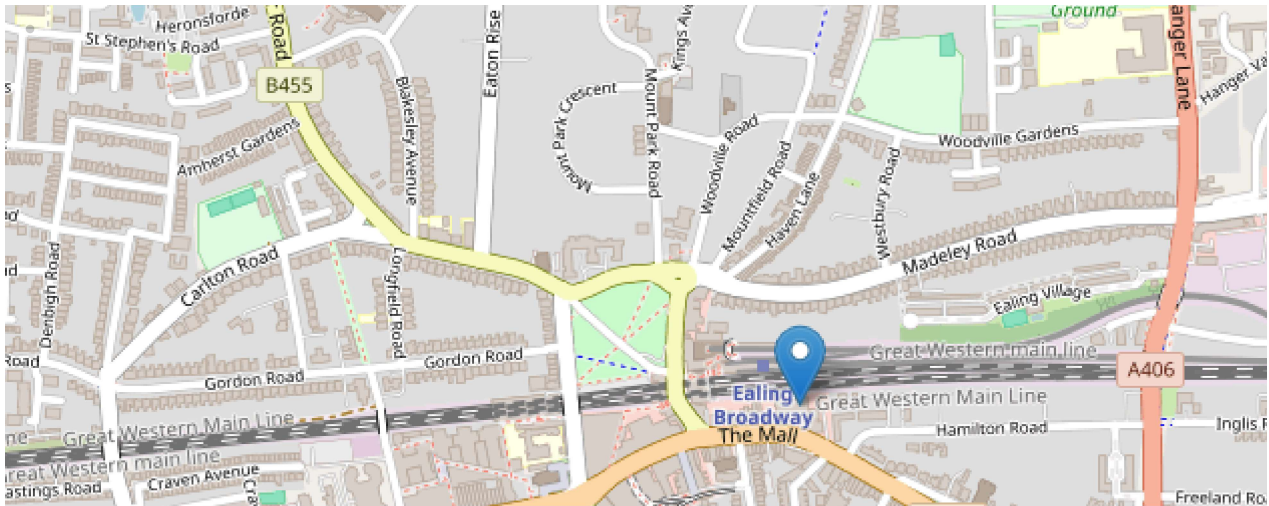 Heronsforde
St Stephen's Road
Road
B455
Amherst Gardens
Blakesley Avenue
Eaton Rise
Mount Park Crescent
Mount Park Road
Kings Av
Woodville Road
Mountfield Road
Haven Lane
Ground
anger Lane
Hanger Va
Woodville Gardens
Mastbury Road
Madeley Road
Ealing Village
Carlton Road
Denbigh Road
Longfield Road
Gordon Road
Gordon Road
Road
Great Western main line
A406
Great Western Main Line
Ealing
Broadway
The Mall
Hamilton Road
Inglis R
Great Western Main Line
Great Western main line
astings Road
Craven Avenue
Cra
Freeland Roa